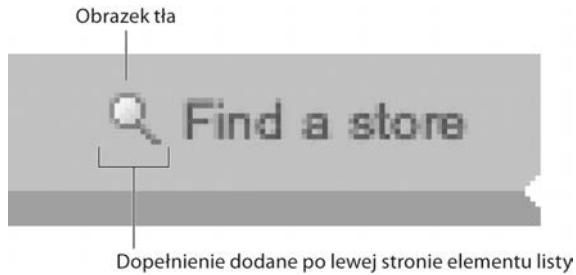 Obrazek tła
Find a store
Dopełnienie dodane po lewej stronie elementu listy